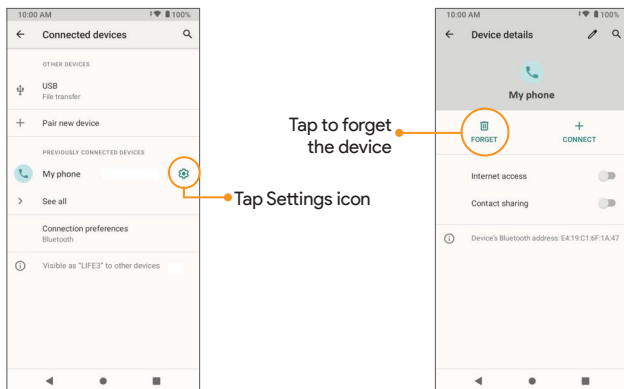 10:00 AM
100%
Connected devices
OTHER DEVICES
USB
File transfer
Pair new device
PREVIOUSLY CONNECTED DEVICES
My phone
See all
Connection preferences
Bluetooth
Visible as "LIFE3" to other devices
Tap Settings icon
Tap to forget
the device
10:00 AM
100%
Device details
My phone
FORGET
CONNECT
Internet access
Contact sharing
Device's Bluetooth address: E4:19:C1:6F:1A:47